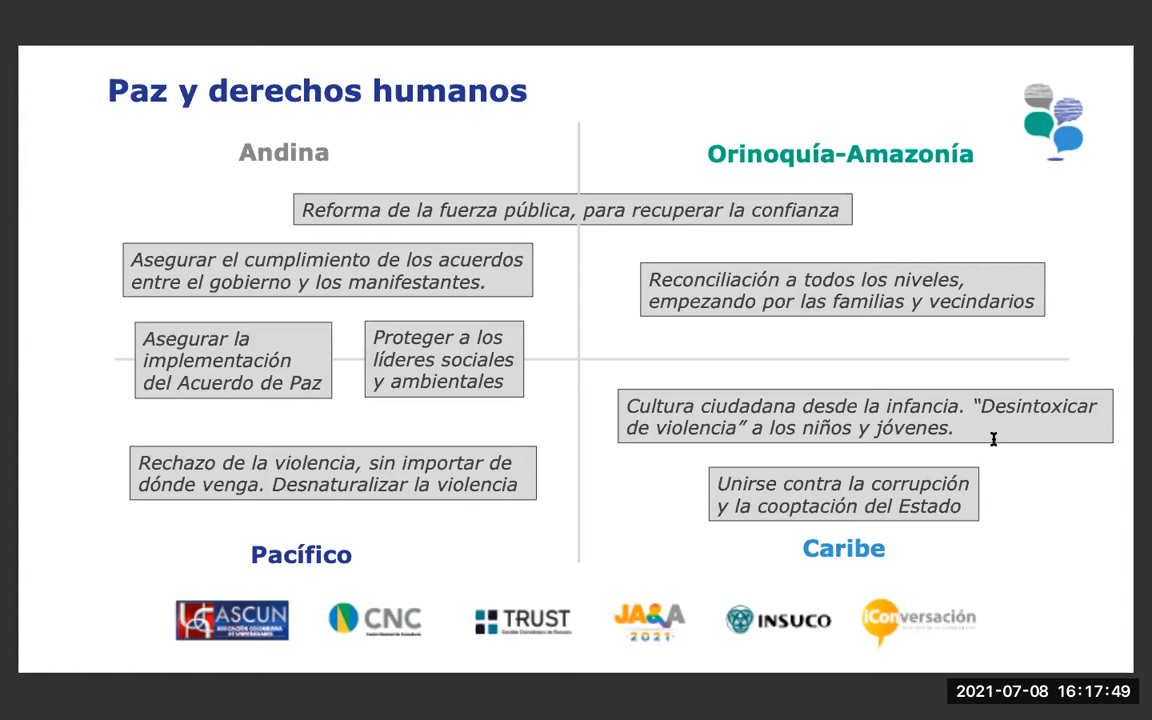 Paz y derechos humanos
Andina
Orinoquía-Amazonía
Reforma de la fuerza pública, para recuperar la confianza
Asegurar el cumplimiento de los acuerdos
entre el gobierno y los manifestantes.
Reconciliación a todos los niveles,
empezando por las familias y vecindarios
Asegurar la
implementación
del Acuerdo de Paz
Proteger a los
líderes sociales
y ambientales
Cultura ciudadana desde la infancia. “Desintoxicar
de violencia” a los niños y jóvenes.
Rechazo de la violencia, sin importar de
dónde venga. Desnaturalizar la violencia
Unirse contra la corrupción
y la cooptación del Estado
Pacífico
Caribe
ASCUN
CNC
TRUST
JA&A
2021
INSUCO
iConversación
2021-07-08 16:17:49